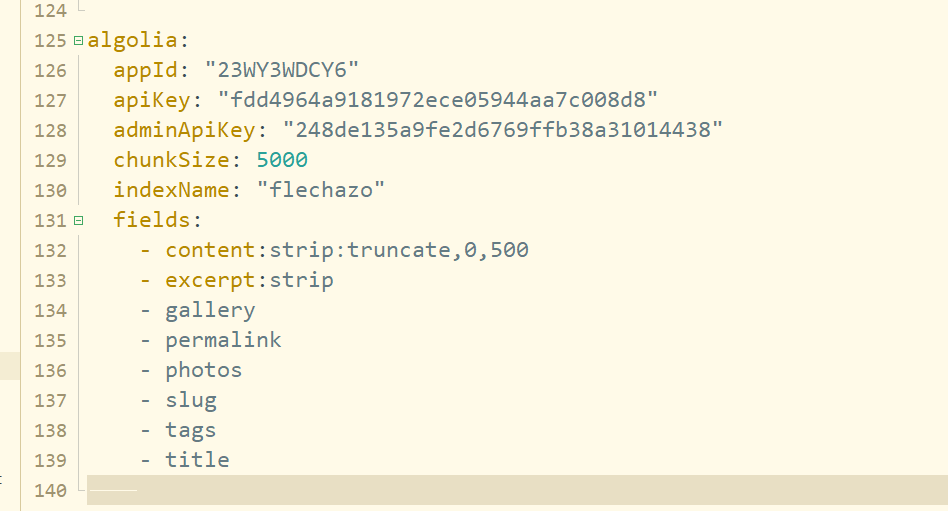 124
125 algolia:
126 appId: "23WY3WDCY6"
127 apiKey: "fdd4964a9181972ece05944aa7c008d8"
128 adminApiKey: "248de135a9fe2d6769ffb38a31014438"
129 chunkSize: 5000
130 indexName: "flechazo"
131 fields:
132 - content:strip:truncate,0,500
133 - excerpt:strip
134 - gallery
135 - permalink
136 - photos
137 - slug
138 - tags
139 - title
140